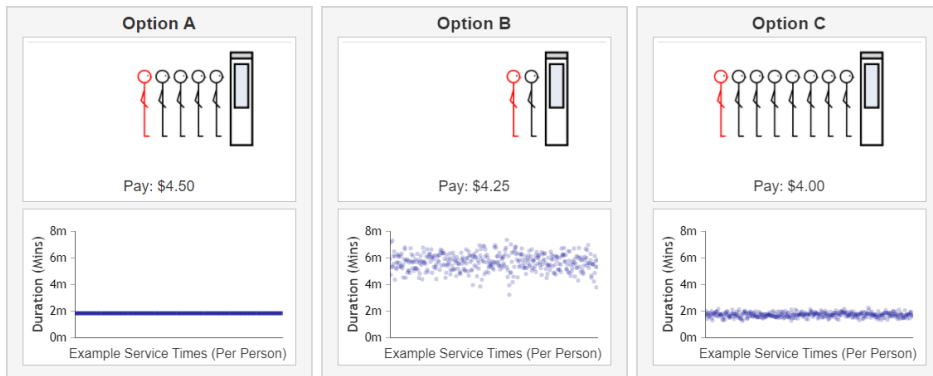 Option A
Pay: $4.50
8m
6m
4m
2m
0m
Duration (Mins)
Example Service Times (Per Person)
Option B
Pay: $4.25
8m
6m
4m
2m
0m
Duration (Mins)
Example Service Times (Per Person)
Option C
Pay: $4.00
8m
6m
4m
2m
0m
Duration (Mins)
Example Service Times (Per Person)